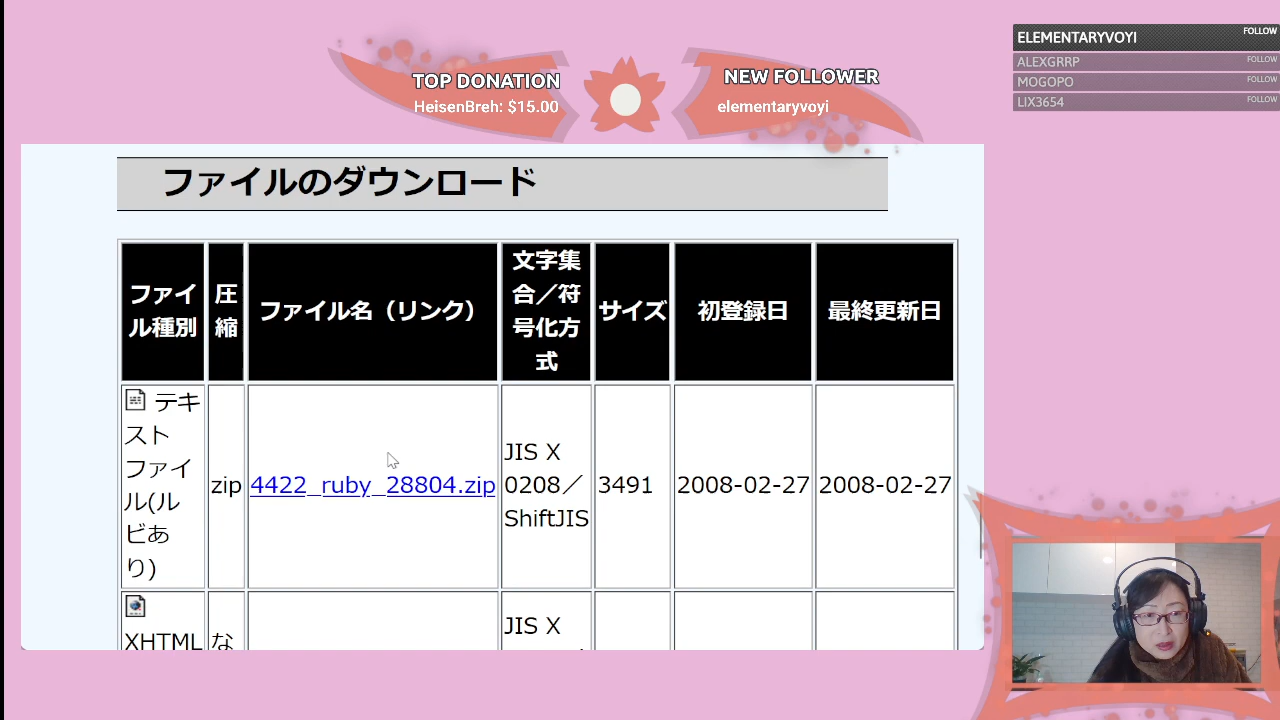 TOP DONATION
HeisenBreh: $15.00
NEW FOLLOWER
elementaryvoyi
ELEMENTARYVOYI FOLLOW
ALEXGRRP FOLLOW
MOGOPO FOLLOW
LIX3654 FOLLOW
ファイルのダウンロード
ファイ
ル種別
圧
縮
ファイル名（リンク）
文字集
合／符
号化方
式
サイズ
初登録日
最終更新日
テキ
スト
ファイ
ル(ル
ビあ
り)
zip
4422_ruby_28804.zip
JIS X
0208／
ShiftJIS
3491
2008-02-27
2008-02-27
XHTML
な
JIS X